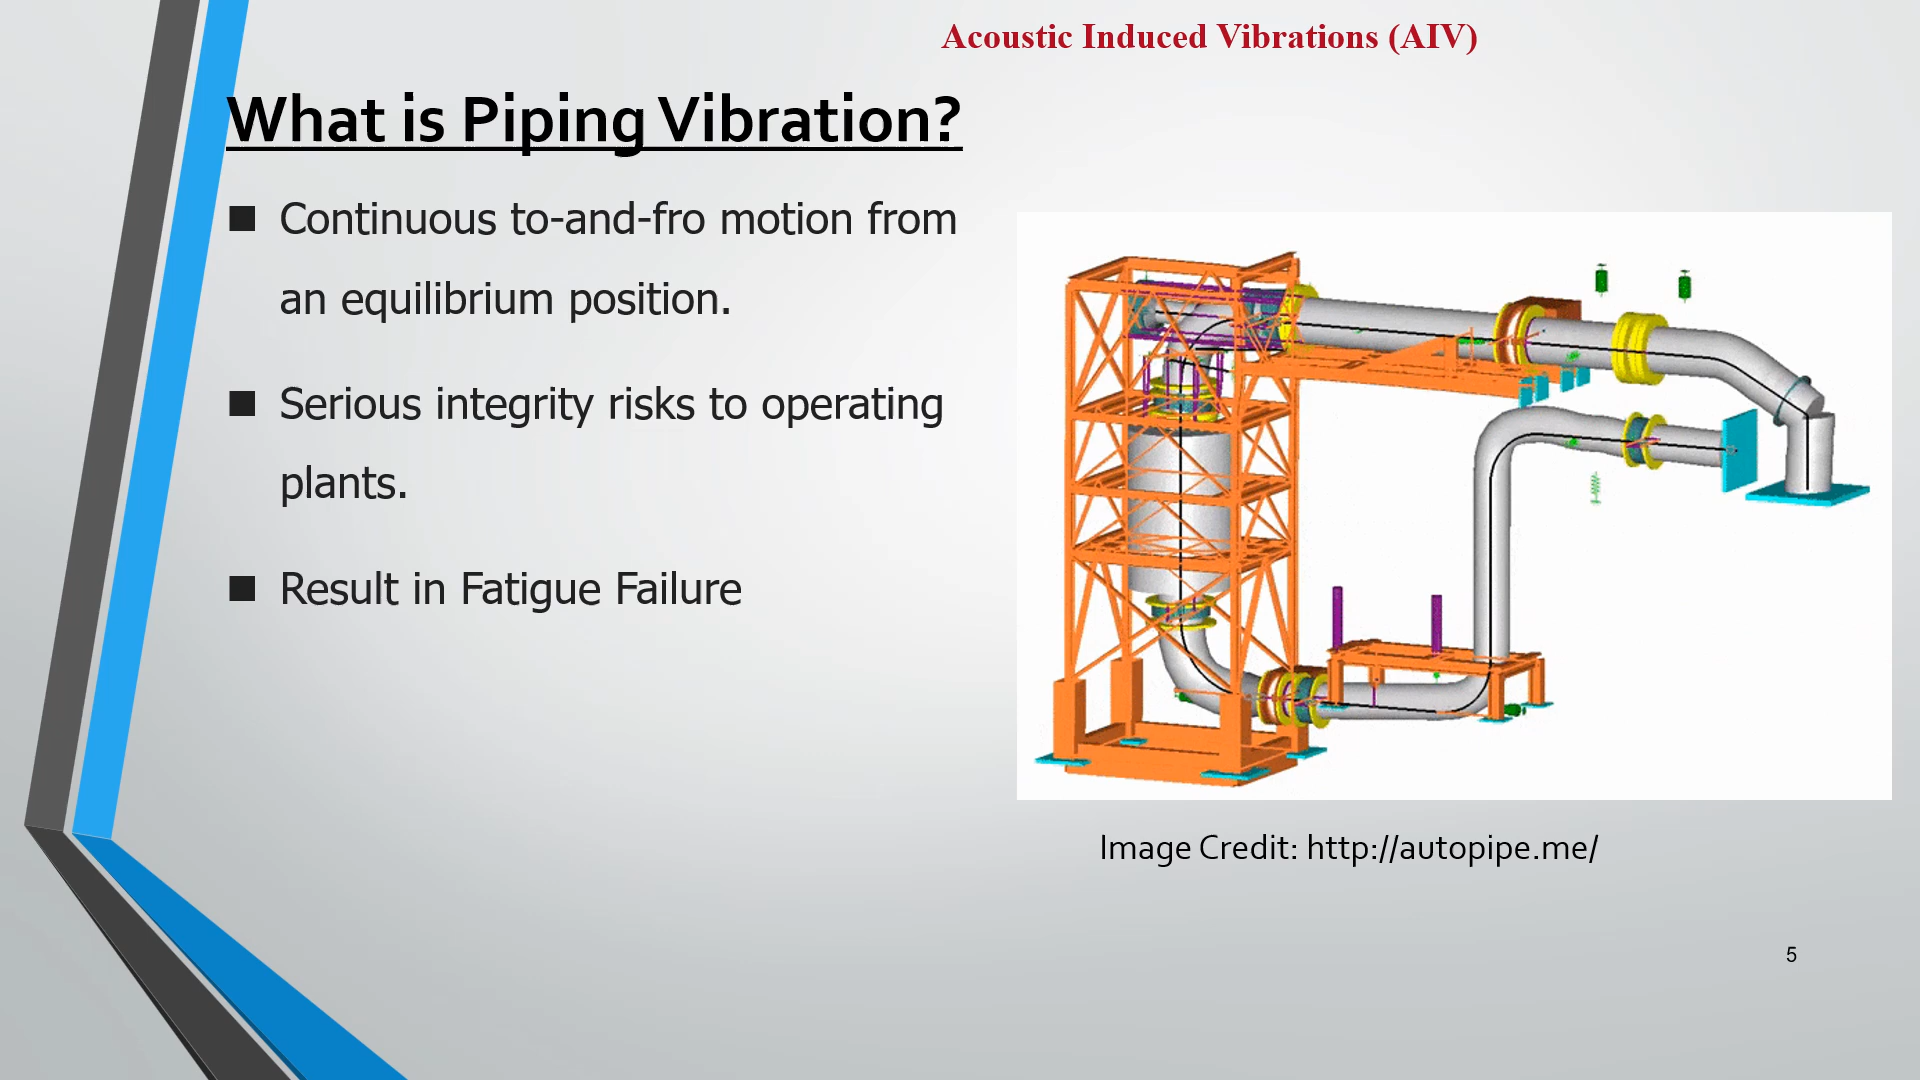 Acoustic Induced Vibrations (AIV)
What is Piping Vibration?
Continuous to-and-fro motion from
an equilibrium position.
Serious integrity risks to operating
plants.
Result in Fatigue Failure
Image Credit: http://autopipe.me/
5